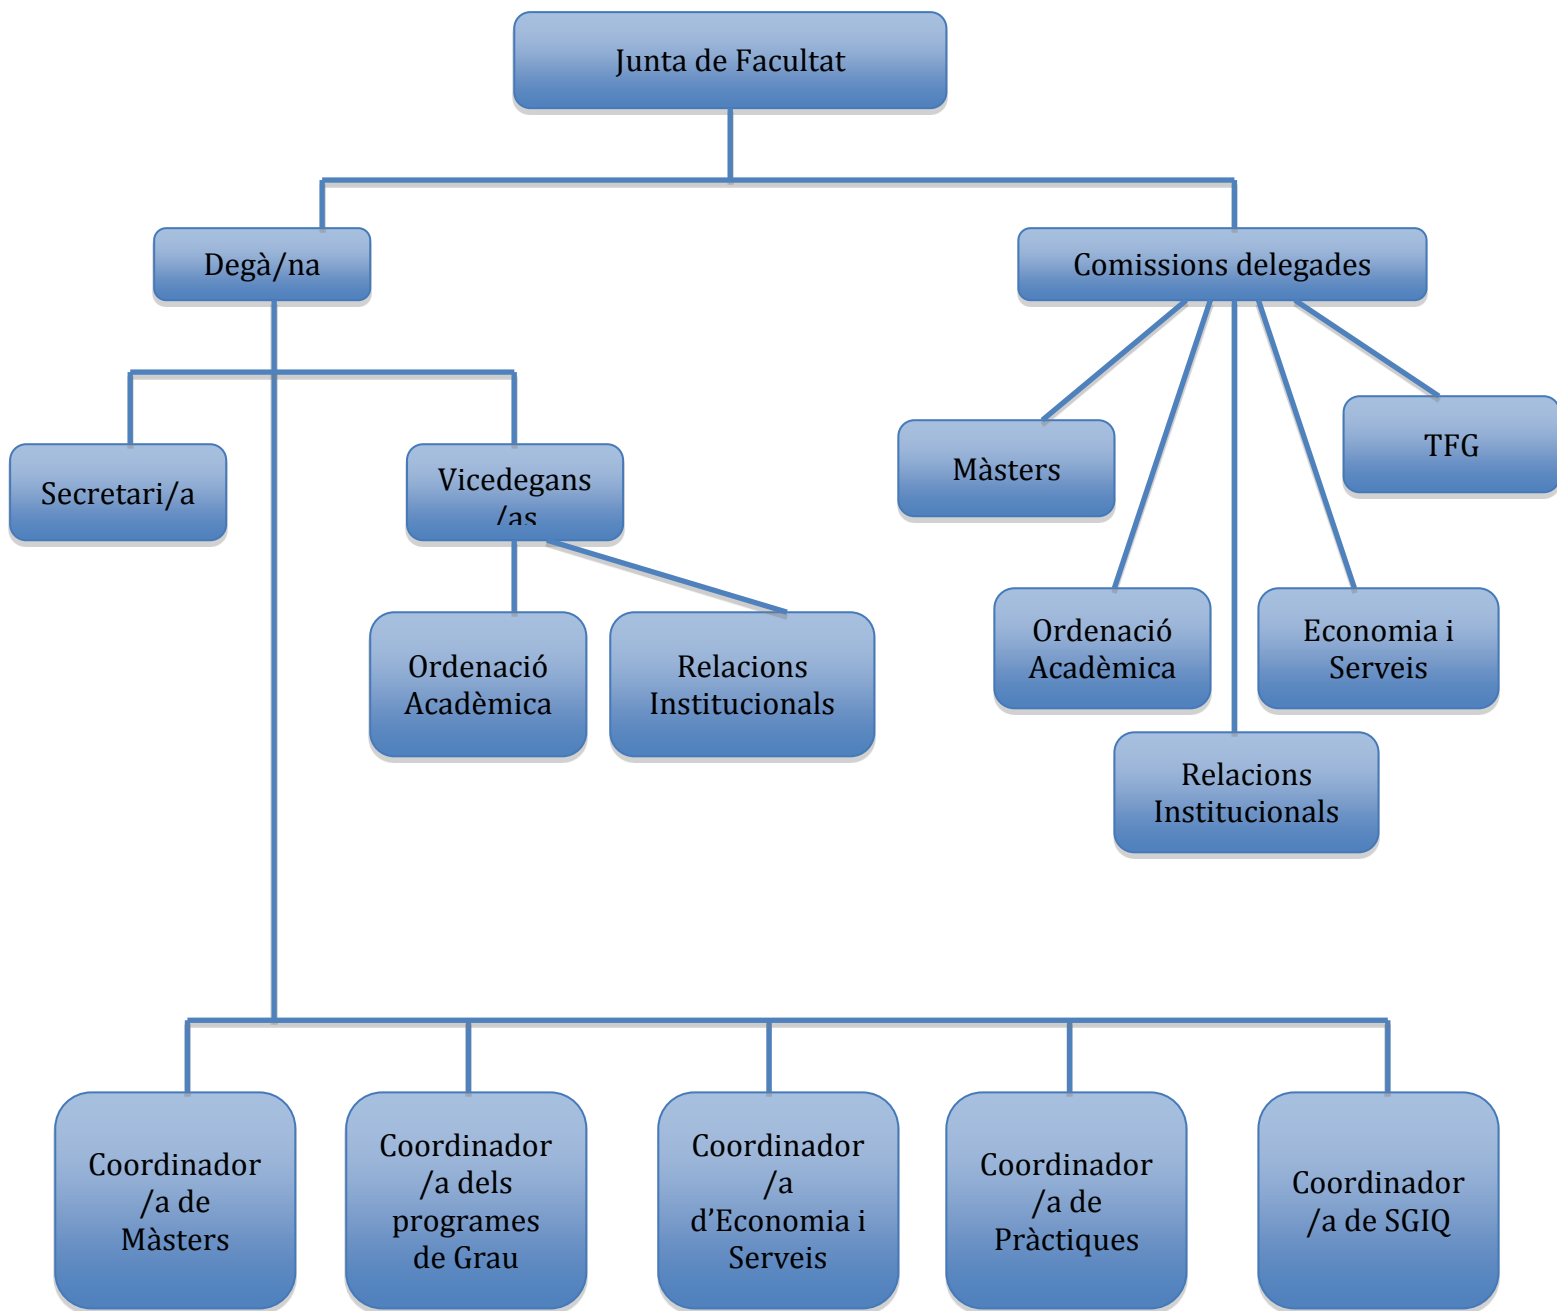 Junta de Facultat
Degà/na
Comissions delegades
Secretari/a
Vicedegans
/as
Màsters
TFG
Ordenació
Acadèmica
Relacions
Institucionals
Ordenació
Acadèmica
Economia i
Serveis
Relacions
Institucionals
Coordinador
/a de
Màsters
Coordinador
/a dels
programes
de Grau
Coordinador
/a
d’Economia i
Serveis
Coordinador
/a de
Pràctiques
Coordinador
/a de SGIQ